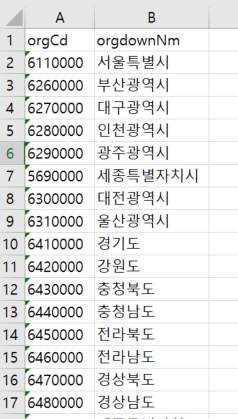 A B
1 orgCd orgdownNm
2 6110000 서울특별시
3 6260000 부산광역시
4 6270000 대구광역시
5 6280000 인천광역시
6 6290000 광주광역시
7 5690000 세종특별자치시
8 6300000 대전광역시
9 6310000 울산광역시
10 6410000 경기도
11 6420000 강원도
12 6430000 충청북도
13 6440000 충청남도
14 6450000 전라북도
15 6460000 전라남도
16 6470000 경상북도
17 6480000 경상남도